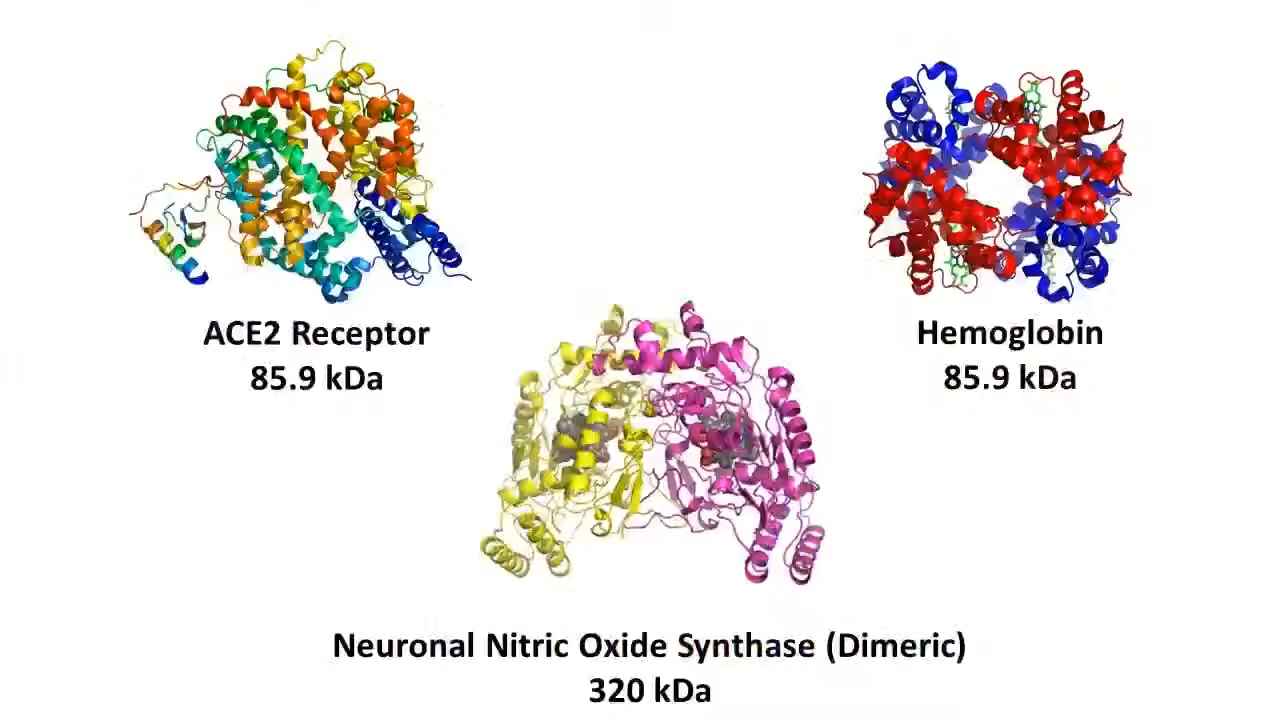 ACE2 Receptor
85.9 kDa
Hemoglobin
85.9 kDa
Neuronal Nitric Oxide Synthase (Dimeric)
320 kDa